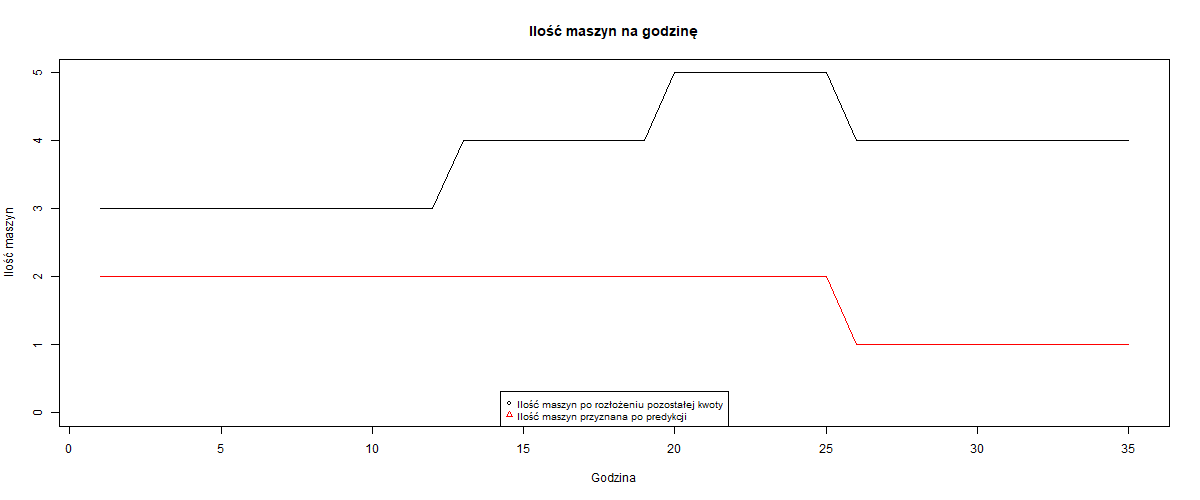 Ilość maszyn na godzinę
Ilość maszyn
5
4
3
2
1
0
Ilość maszyn po rozłożeniu pozostałej kwoty
Ilość maszyn przyznana po predykcji
0 5 10 15 20 25 30 35
Godzina